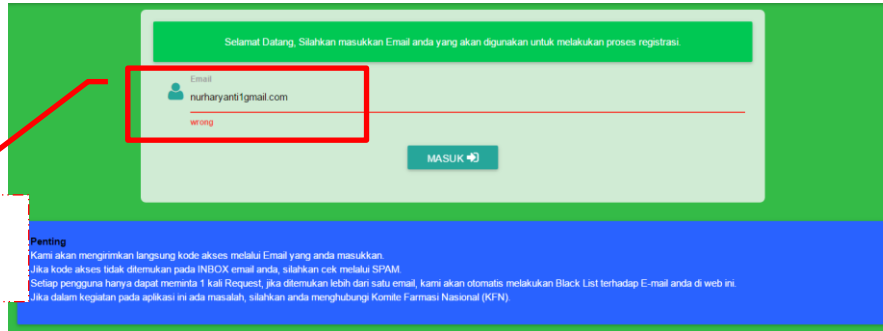 Selamat Datang, Silahkan masukkan Email anda yang akan digunakan untuk melakukan proses registrasi.
Email
nurharyanti1gmail.com
wrong
MASUK
Penting
Kami akan mengirimkan langsung kode akses melalui Email yang anda masukkan.
Jika kode akses tidak ditemukan pada INBOX email anda, silahkan cek melalui SPAM.
Setiap pengguna hanya dapat meminta 1 kali Request, jika ditemukan lebih dari satu email, kami akan otomatis melakukan Black List terhadap E-mail anda di web ini.
Jika dalam kegiatan pada aplikasi ini ada masalah, silahkan anda menghubungi Komite Farmasi Nasional (KFN).